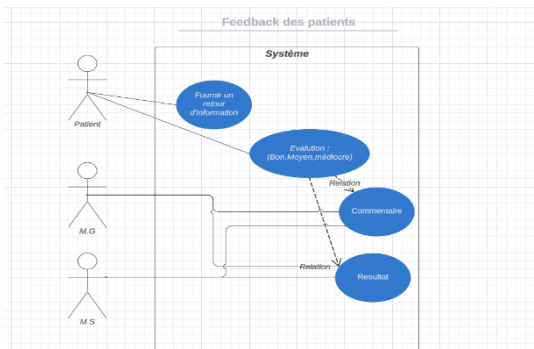 Feedback des patients
Système
Fournir un
retour
d'information
Patient
Evalution :
(Bon,Moyen,médiocre)
Relation
M.G
Commentaire
Relation
Resultat
M.S